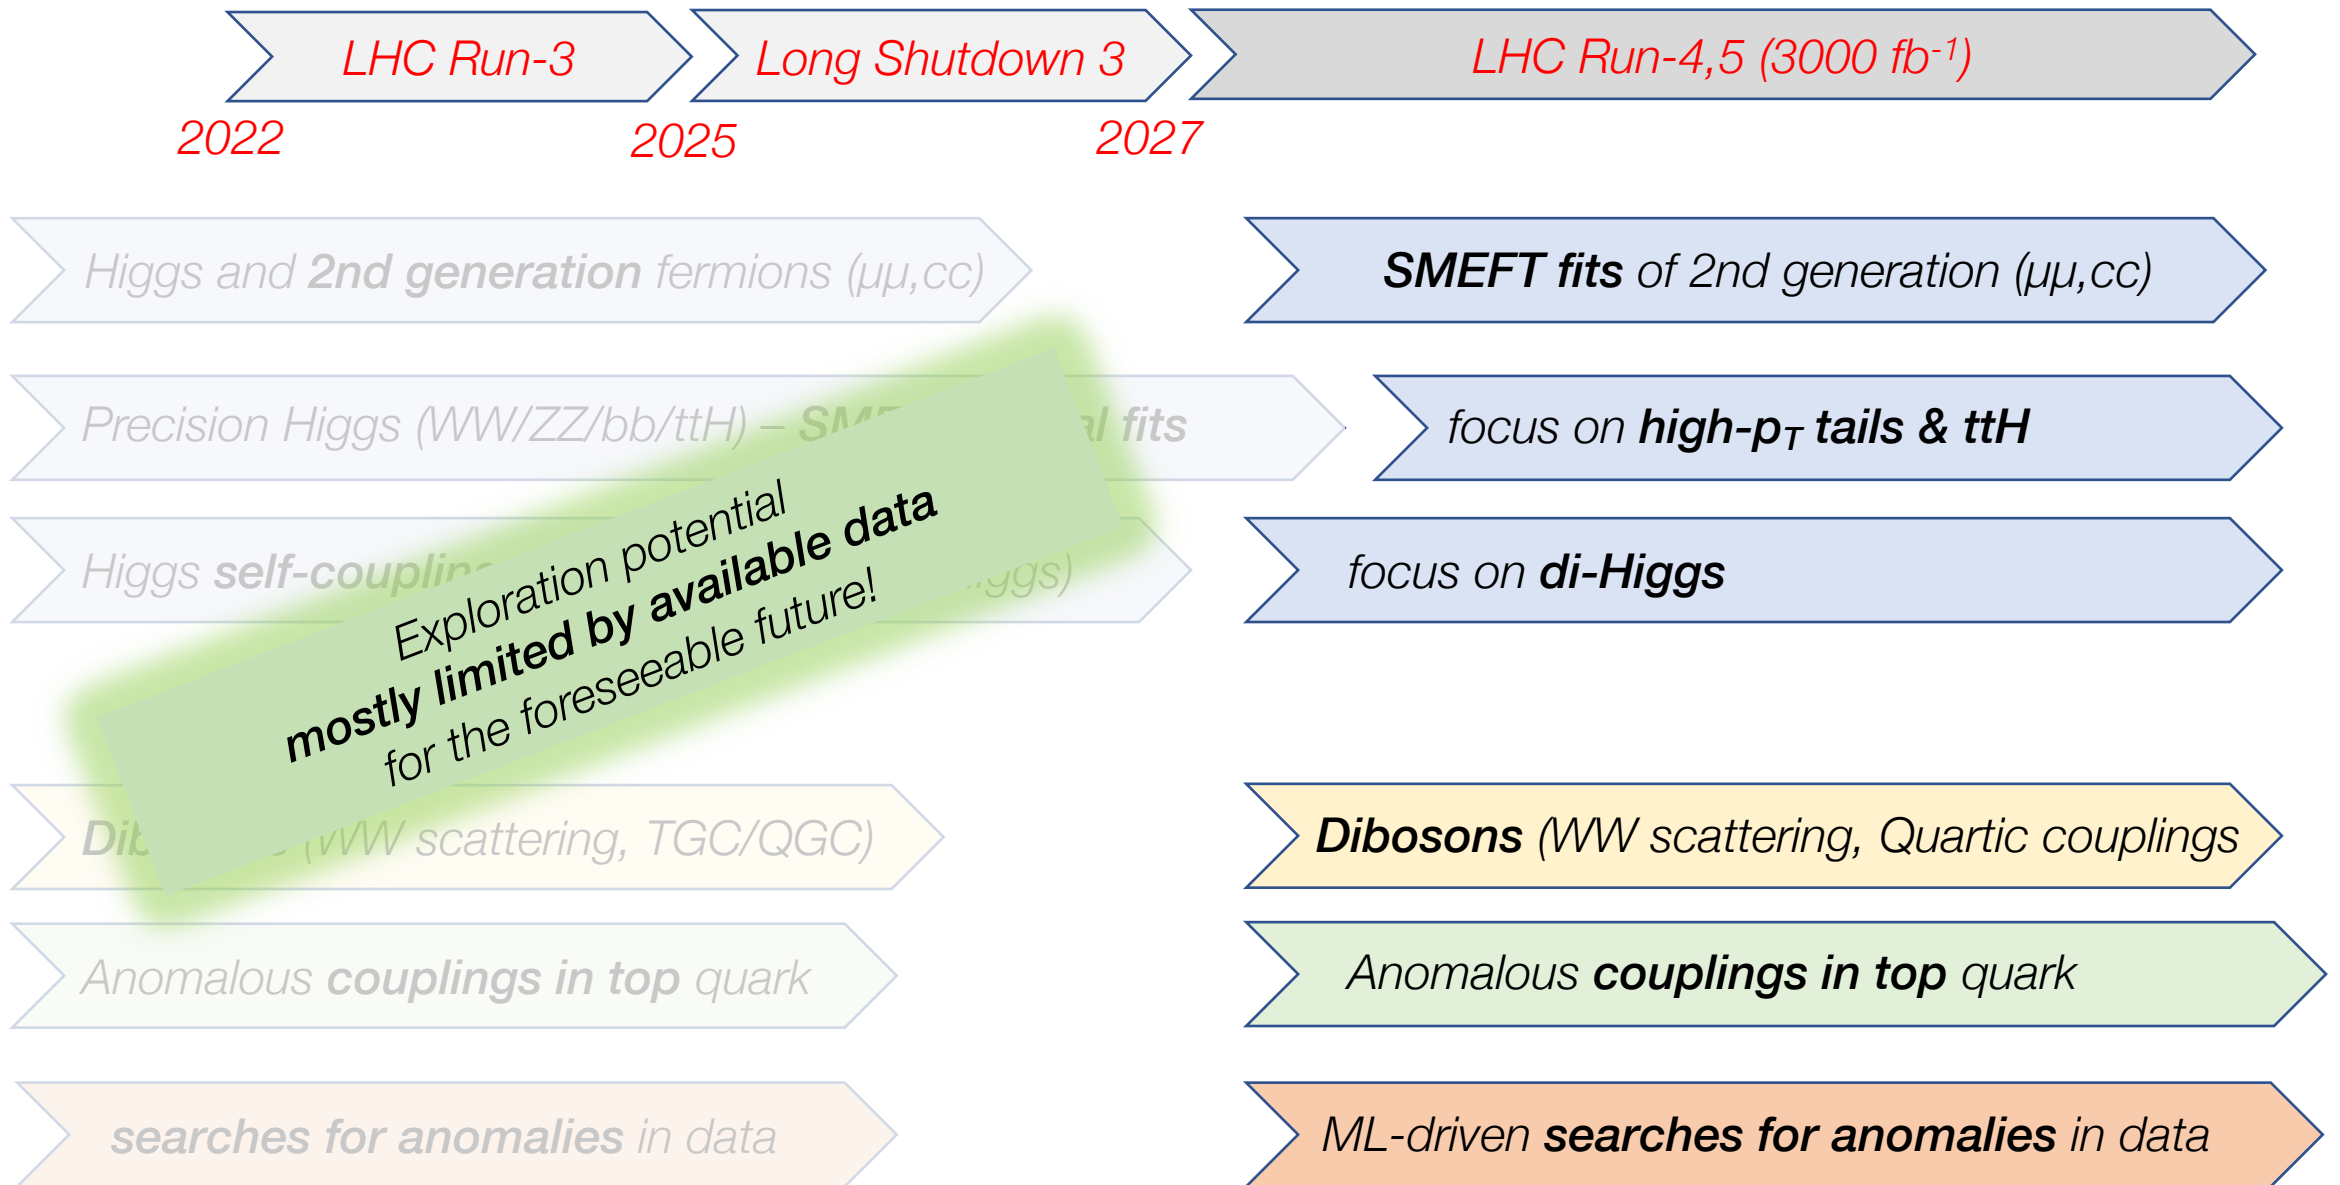 LHC Run-3
Long Shutdown 3
LHC Run-4,5 (3000 fb⁻¹)
2022
2025
2027
Higgs and 2nd generation fermions (μμ,cc)
SMEFT fits of 2nd generation (μμ,cc)
Precision Higgs (WW/ZZ/bb/ttH) – fits
focus on high-p_T tails & ttH
Higgs
focus on di-Higgs
Exploration potential
mostly limited by available data
for the foreseeable future!
(WW scattering, TGC/QGC)
Dibosons (WW scattering, Quartic couplings
Anomalous couplings in top quark
Anomalous couplings in top quark
searches for anomalies in data
ML-driven searches for anomalies in data